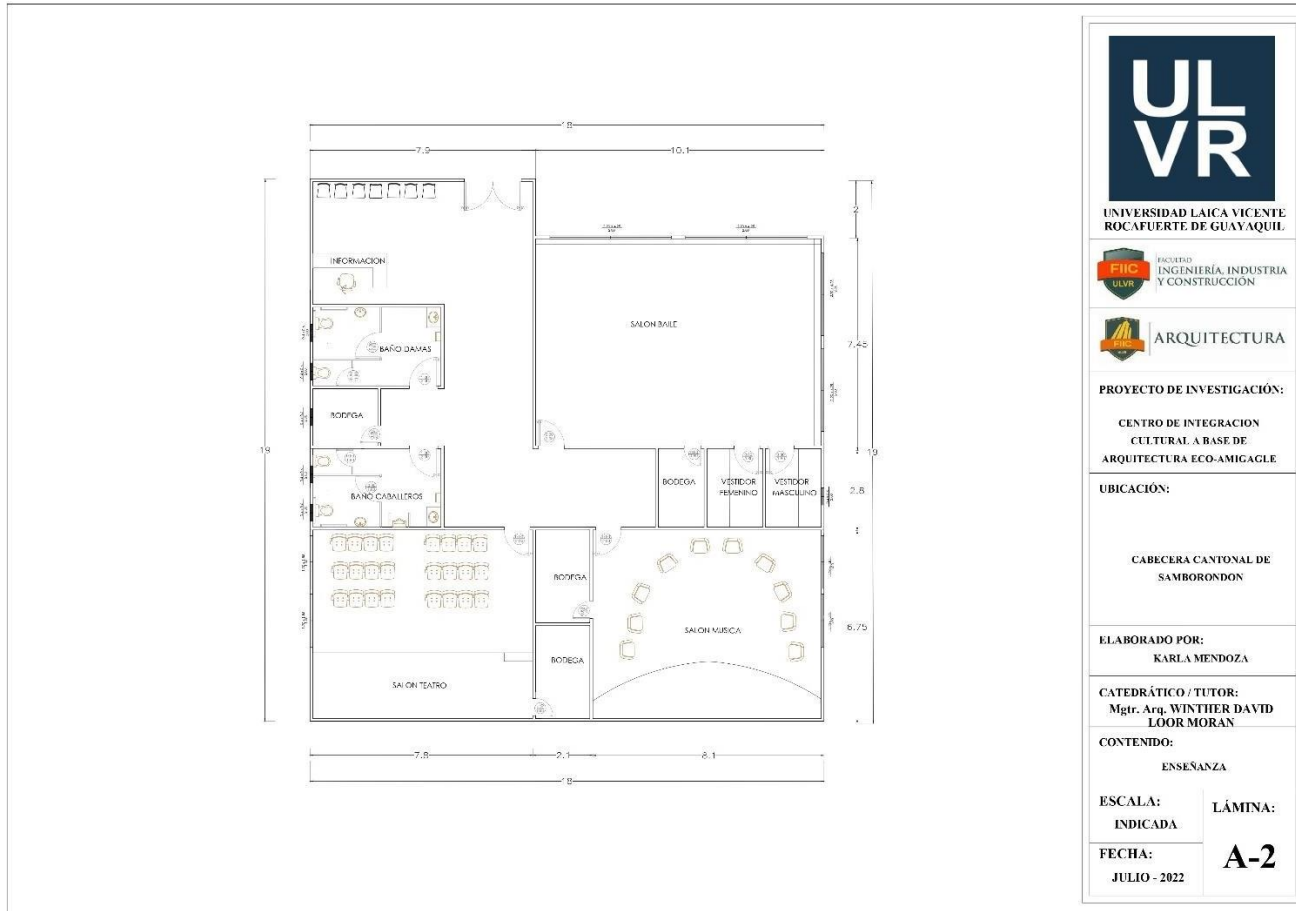 18
7.9
10.1
INFORMACION
BAÑO DAMAS
BODEGA
BAÑO CABALLEROS
SALON BAILE
BODEGA
VESTIDOR
FEMENINO
VESTIDOR
MASCULINO
BODEGA
BODEGA
SALON MUSICA
SALON TEATRO
19
2
7.45
19
2.8
6.75
7.8
2.1
8.1
18
UL
VR
UNIVERSIDAD LAICA VICENTE
ROCAFUERTE DE GUAYAQUIL
FIIC
ULVR
FACULTAD
INGENIERÍA, INDUSTRIA
Y CONSTRUCCIÓN
FIIC
ARQUITECTURA
PROYECTO DE INVESTIGACIÓN:
CENTRO DE INTEGRACION
CULTURAL A BASE DE
ARQUITECTURA ECO-AMIGAGLE
UBICACIÓN:
CABECERA CANTONAL DE
SAMBORONDON
ELABORADO POR:
KARLA MENDOZA
CATEDRÁTICO / TUTOR:
Mgtr. Arq. WINTHER DAVID
LOOR MORAN
CONTENIDO:
ENSEÑANZA
ESCALA:
INDICADA
LÁMINA:
A-2
FECHA:
JULIO - 2022